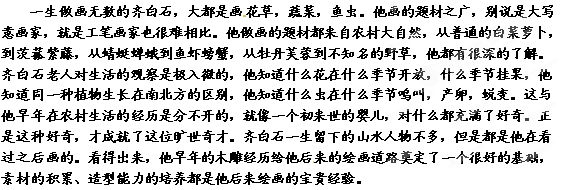 一生做画无数的齐白石，大都是画花草，蔬菜，鱼虫。他画的题材之广，别说是大写
意画家，就是工笔画家也很难相比。他做画的题材都来自农村大自然，从普通的白菜萝卜，
到茨菇紫藤，从蜻蜓蝉蛾到鱼虾螃蟹，从牡丹芙蓉到不知名的野草，他都有很深的了解。
齐白石老人对生活的观察是极入微的，他知道什么花在什么季节开放，什么季节挂果，他
知道同一种植物生长在南北方的区别，他知道什么虫在什么季节鸣叫，产卵，蜕变。这与
他早年在农村生活的经历是分不开的，就像一个初来世的婴儿，对什么都充满了好奇。正
是这种好奇，才成就了这位旷世奇才。齐白石一生留下的山水人物不多，但是都是他在看
过之后画的。看得出来，他早年的木雕经历给他后来的绘画道路奠定了一个很好的基础，
素材的积累、造型能力的培养都是他后来绘画的宝贵经验。